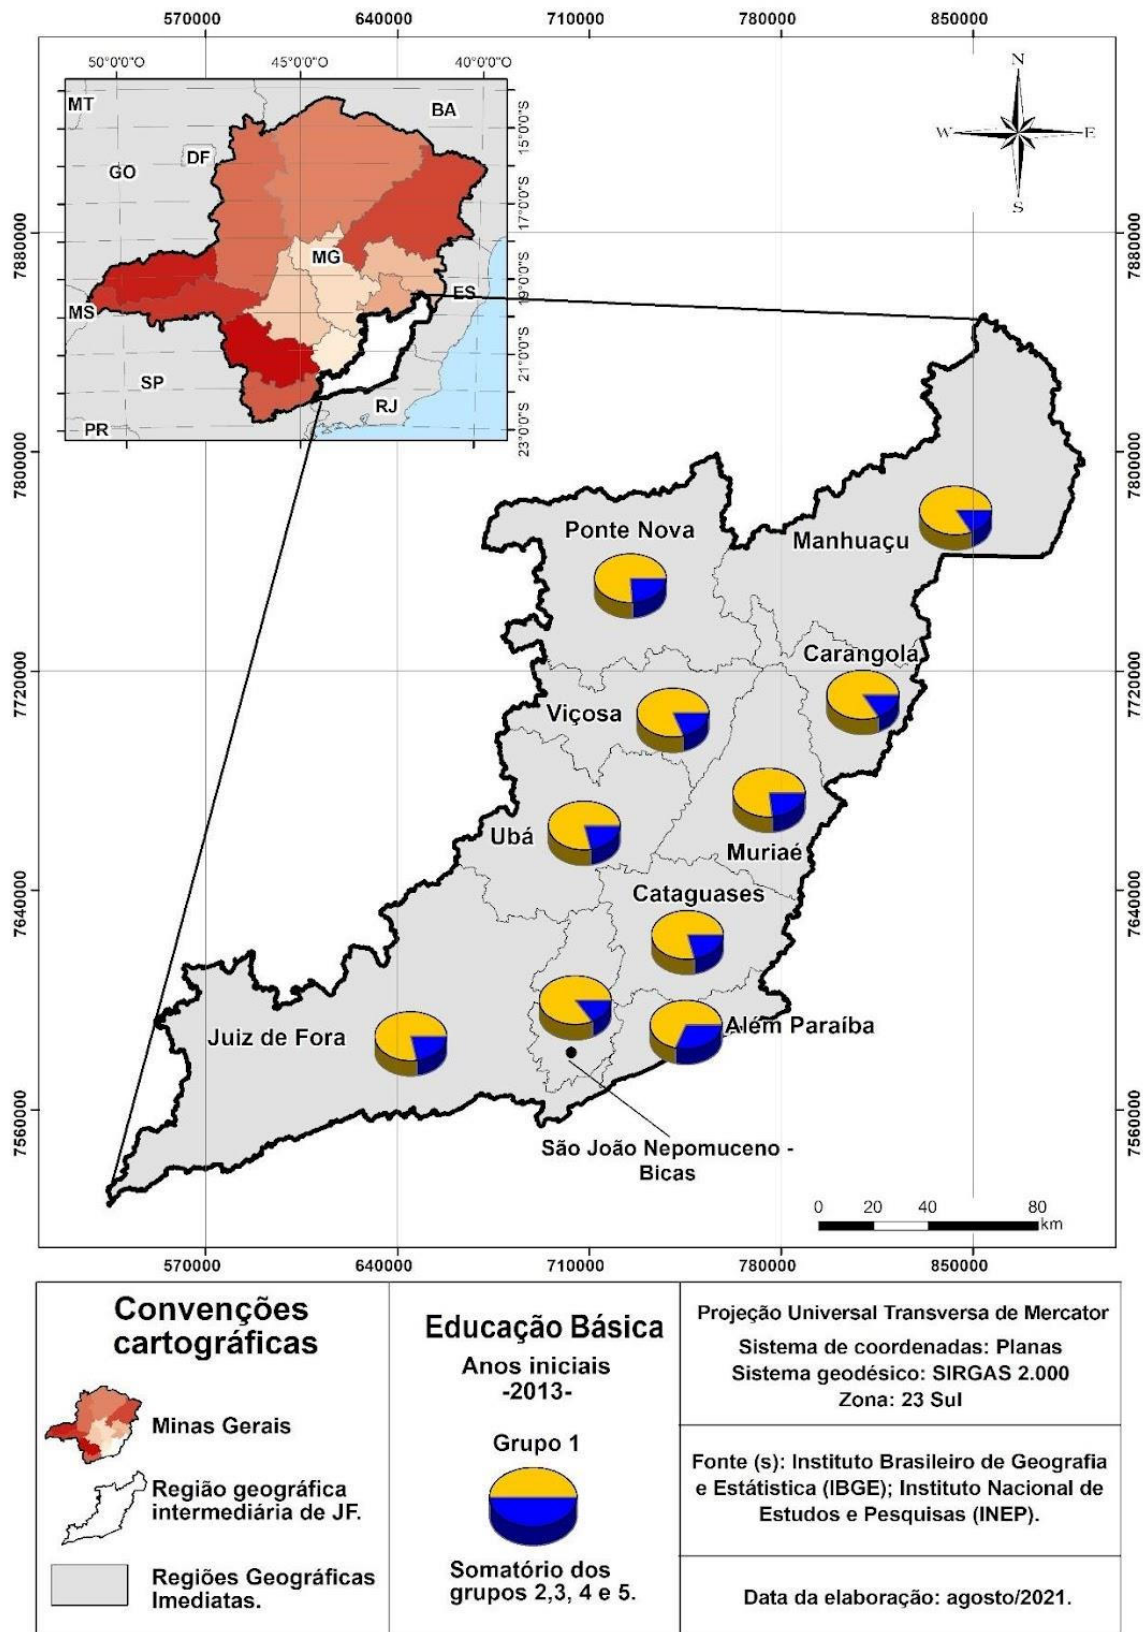 570000 640000 710000 780000 850000
50°0'0"O 45°0'0"O 40°0'0"O
MT
BA
DF
GO
MG
ES
MS
SP
RJ
PR
15°0'0"S
17°0'0"S
19°0'0"S
21°0'0"S
23°0'0"S
N
W E
S
7880000 7880000
7800000 7800000
7720000 7720000
7640000 7640000
7560000 7560000
Ponte Nova
Manhuaçu
Carangola
Viçosa
Ubá
Muriaé
Cataguases
Juiz de Fora
Além Paraíba
São João Nepomuceno -
Bicas
0 20 40 80
km
570000 640000 710000 780000 850000
Convenções
cartográficas
Minas Gerais
Região geográfica
intermediária de JF.
Regiões Geográficas
Imediatas.
Educação Básica
Anos iniciais
-2013-
Grupo 1
Somatório dos
grupos 2,3, 4 e 5.
Projeção Universal Transversa de Mercator
Sistema de coordenadas: Planas
Sistema geodésico: SIRGAS 2.000
Zona: 23 Sul
Fonte (s): Instituto Brasileiro de Geografia
e Estátistica (IBGE); Instituto Nacional de
Estudos e Pesquisas (INEP).
Data da elaboração: agosto/2021.